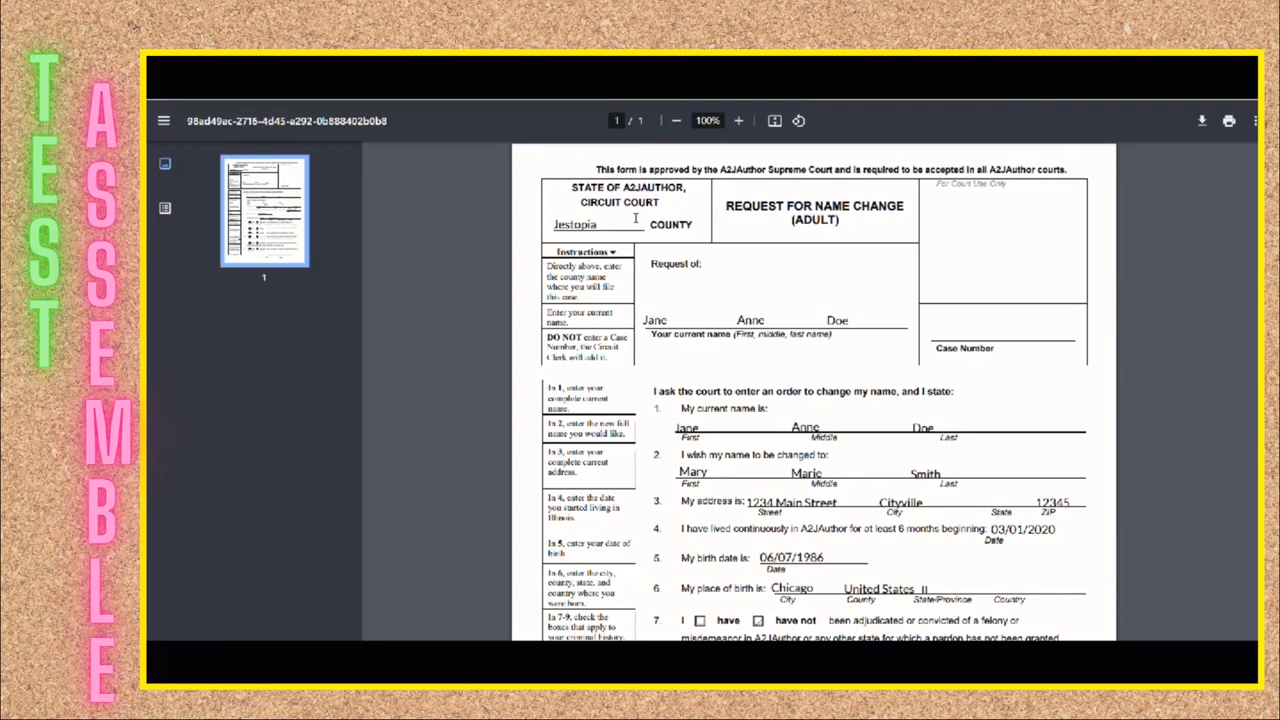 TEST
ASSEMBLE
98ad49ac-2716-4d45-a292-0b888402b0b8
1 / 1
100%
1
This form is approved by the A2JAuthor Supreme Court and is required to be accepted in all A2JAuthor courts.
STATE OF A2JAUTHOR,
CIRCUIT COURT
Jestopia COUNTY
REQUEST FOR NAME CHANGE
(ADULT)
For Court Use Only
Instructions
Directly above, enter
the county name
where you will file
this case.
Enter your current
name.
DO NOT enter a Case
Number, the Circuit
Clerk will add it.
Request of:
Jane Anne Doe
Your current name (First, middle, last name)
Case Number
In 1, enter your
complete current
name.
In 2, enter the new full
name you would like.
In 3, enter your
complete current
address.
In 4, enter the date
you started living in
Illinois.
In 5, enter your date of
birth
In 6, enter the city,
county, state, and
country where you
were born.
In 7-9, check the
boxes that apply to
your criminal history.
I ask the court to enter an order to change my name, and I state:
1. My current name is:
Jane Anne Doe
First Middle Last
2. I wish my name to be changed to:
Mary Marie Smith
First Middle Last
3. My address is: 1234 Main Street Cityville 12345
Street City State ZIP
4. I have lived continuously in A2JAuthor for at least 6 months beginning: 03/01/2020
Date
5. My birth date is: 06/07/1986
Date
6. My place of birth is: Chicago United States Il
City County State/Province Country
7. I have have not been adjudicated or convicted of a felony or
misdemeanor in A2JAuthor or any other state for which a pardon has not been granted